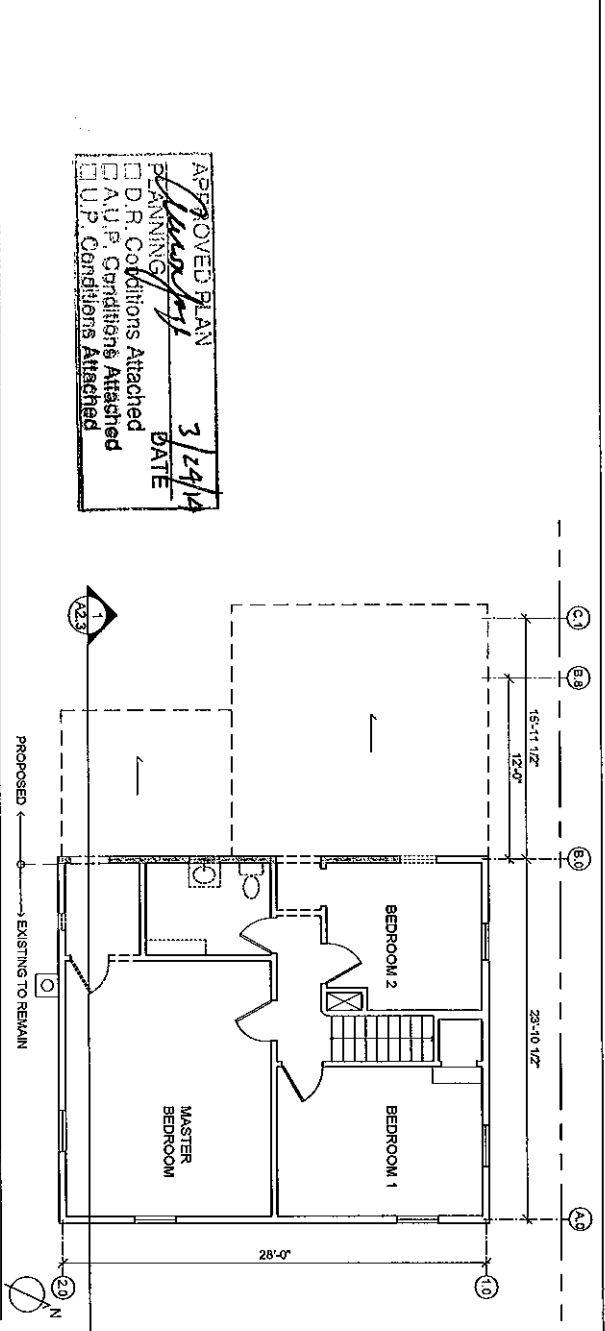 APPROVED PLAN
PLANNING
3/24/14
DATE
☐ D.R. Conditions Attached
☐ A.U.P. Conditions Attached
☐ U.P. Conditions Attached
C.1
B.8
B.0
A.0
15'-11 1/2"
12'-0"
23'-10 1/2"
BEDROOM 2
BEDROOM 1
MASTER
BEDROOM
28'-0"
1.0
2.0
1
A2.3
PROPOSED
EXISTING TO REMAIN
N